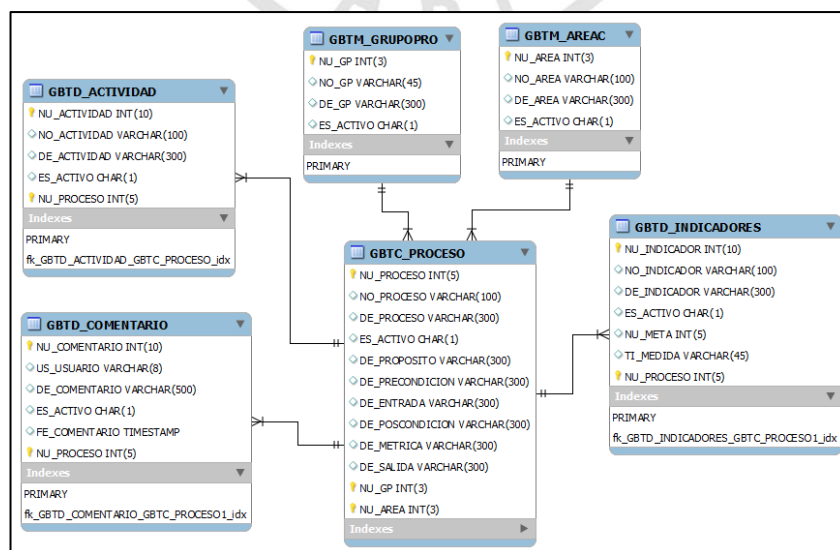 GBTM_GRUPOPRO
NU_GP INT(3)
NO_GP VARCHAR(45)
DE_GP VARCHAR(300)
ES_ACTIVO CHAR(1)
Indexes
PRIMARY
GBTM_AREAC
NU_AREA INT(3)
NO_AREA VARCHAR(100)
DE_AREA VARCHAR(300)
ES_ACTIVO CHAR(1)
Indexes
PRIMARY
GBTD_ACTIVIDAD
NU_ACTIVIDAD INT(10)
NO_ACTIVIDAD VARCHAR(100)
DE_ACTIVIDAD VARCHAR(300)
ES_ACTIVO CHAR(1)
NU_PROCESO INT(5)
Indexes
PRIMARY
fk_GBTD_ACTIVIDAD_GBTC_PROCESO_idx
GBTC_PROCESO
NU_PROCESO INT(5)
NO_PROCESO VARCHAR(100)
DE_PROCESO VARCHAR(300)
ES_ACTIVO CHAR(1)
DE_PROPOSITO VARCHAR(300)
DE_PRECONDICION VARCHAR(300)
DE_ENTRADA VARCHAR(300)
DE_POSCONDICION VARCHAR(300)
DE_METRICA VARCHAR(300)
DE_SALIDA VARCHAR(300)
NU_GP INT(3)
NU_AREA INT(3)
Indexes
GBTD_INDICADORES
NU_INDICADOR INT(10)
NO_INDICADOR VARCHAR(100)
DE_INDICADOR VARCHAR(300)
ES_ACTIVO CHAR(1)
NU_META INT(5)
TI_MEDIDA VARCHAR(45)
NU_PROCESO INT(5)
Indexes
PRIMARY
fk_GBTD_INDICADORES_GBTC_PROCESO1_idx
GBTD_COMENTARIO
NU_COMENTARIO INT(10)
US_USUARIO VARCHAR(8)
DE_COMENTARIO VARCHAR(500)
ES_ACTIVO CHAR(1)
FE_COMENTARIO TIMESTAMP
NU_PROCESO INT(5)
Indexes
PRIMARY
fk_GBTD_COMENTARIO_GBTC_PROCESO1_idx